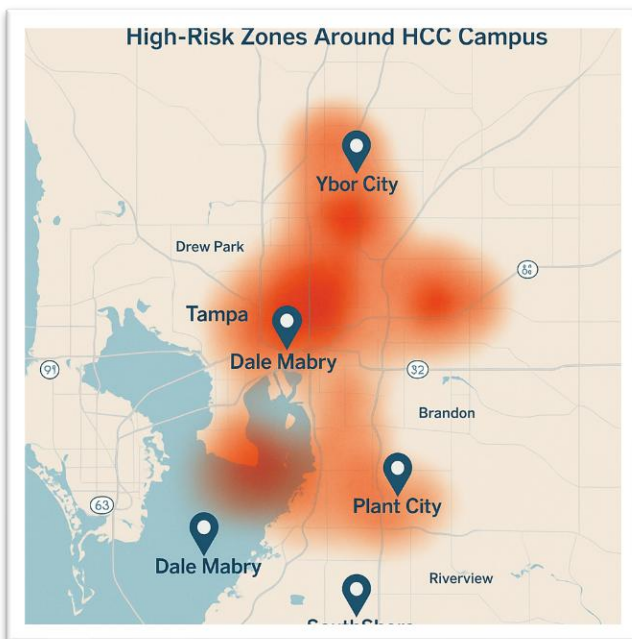 High-Risk Zones Around HCC Campus
Ybor City
Drew Park
Tampa
Dale Mabry
91
32
Brandon
Plant City
63
Dale Mabry
Riverview
SouthShore